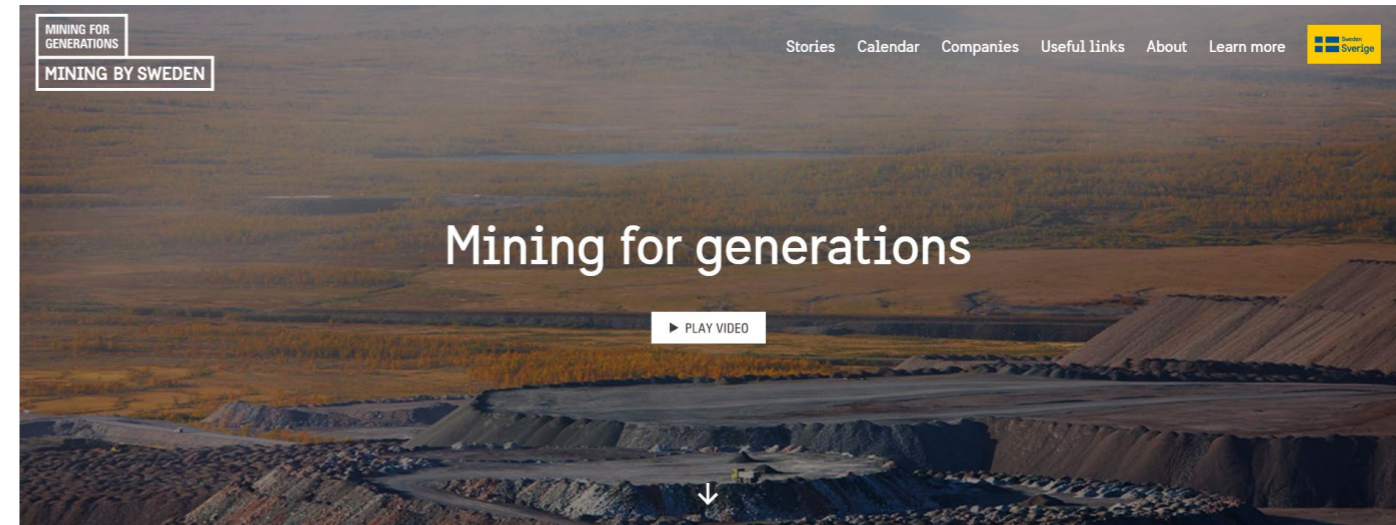 MINING FOR
GENERATIONS
MINING BY SWEDEN
Stories Calendar Companies Useful links About Learn more
Sweden
Sverige
Mining for generations
PLAY VIDEO